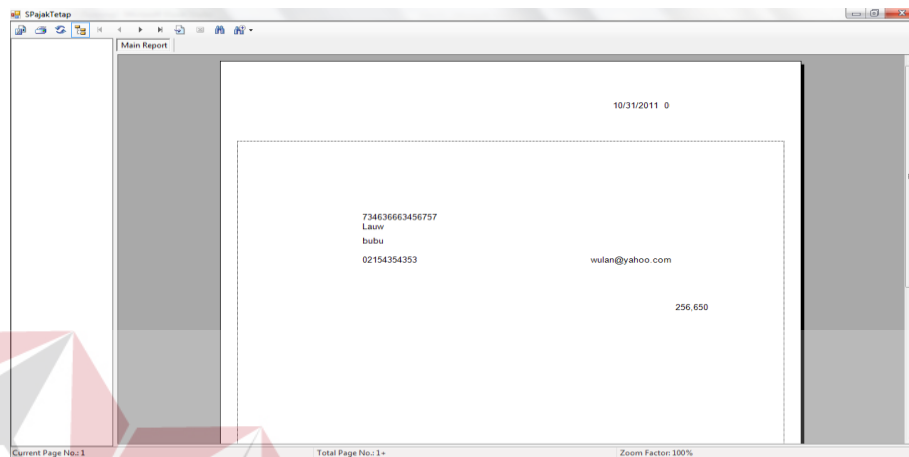 SPajakTetap
Main Report
10/31/2011 0
734636663456757
Lauw
bubu
02154354353 wulan@yahoo.com
256,650
Current Page No.: 1 Total Page No.: 1+ Zoom Factor: 100%